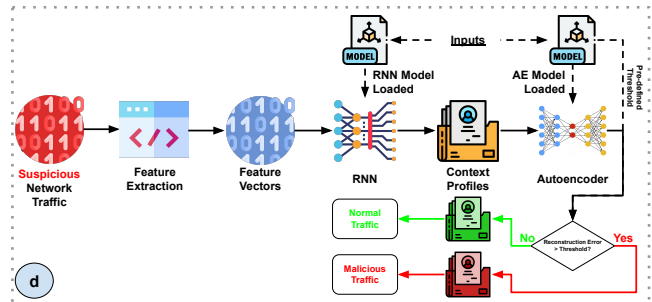 MODEL
Inputs
MODEL
RNN Model
Loaded
AE Model
Loaded
Pre-defined
Threshold
Suspicious
Network
Traffic
Feature
Extraction
Feature
Vectors
RNN
Context
Profiles
Autoencoder
Normal
Traffic
No
Reconstruction Error
> Threshold?
Yes
Malicious
Traffic
d